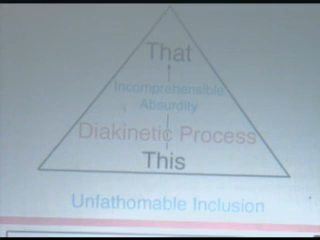 That
Incomprehensible
Absurdity
Diakinetic Process
This
Unfathomable Inclusion